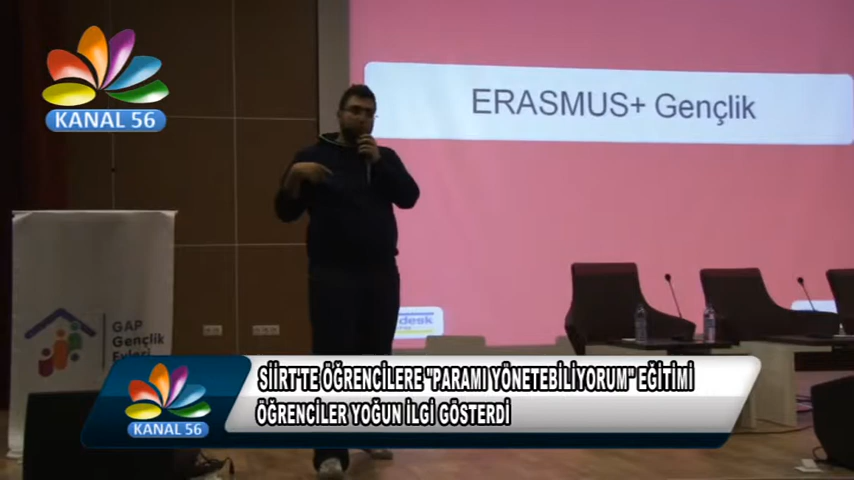 KANAL 56
ERASMUS+ Gençlik
GAP
Gençlik
Evleri
desk
SİİRT'TE ÖĞRENCİLERE "PARAMI YÖNETEBİLİYORUM" EĞİTİMİ
ÖĞRENCİLER YOĞUN İLGİ GÖSTERDİ
KANAL 56